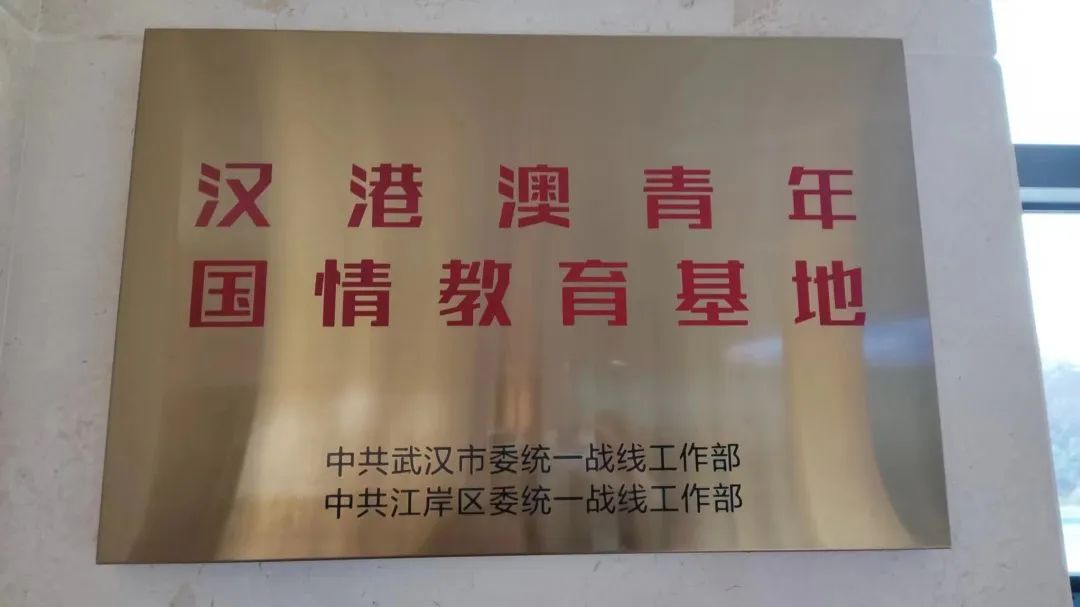 汉港澳青年
国情教育基地
中共武汉市委统一战线工作部
中共江岸区委统一战线工作部